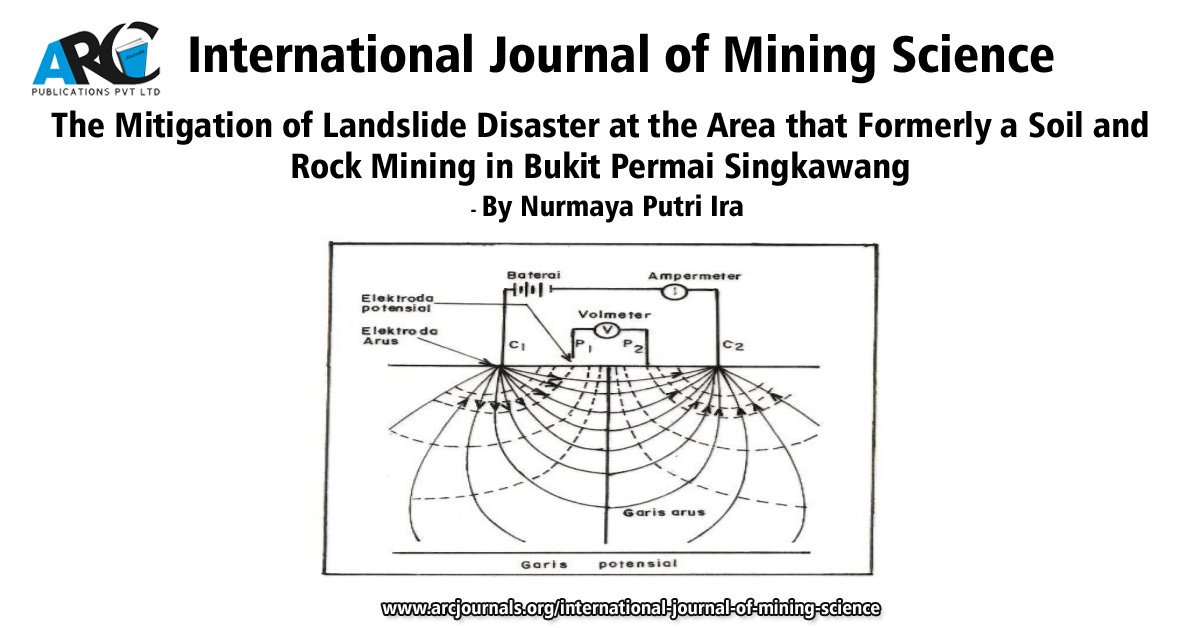 ARC
PUBLICATIONS PVT LTD
International Journal of Mining Science
The Mitigation of Landslide Disaster at the Area that Formerly a Soil and
Rock Mining in Bukit Permai Singkawang
- By Nurmaya Putri Ira
Baterai
Ampermeter
I
Elektroda
potensial
Volmeter
V
Elektroda
Arus
C1
P1
P2
C2
Garis arus
Garis potensial
www.arcjournals.org/international-journal-of-mining-science